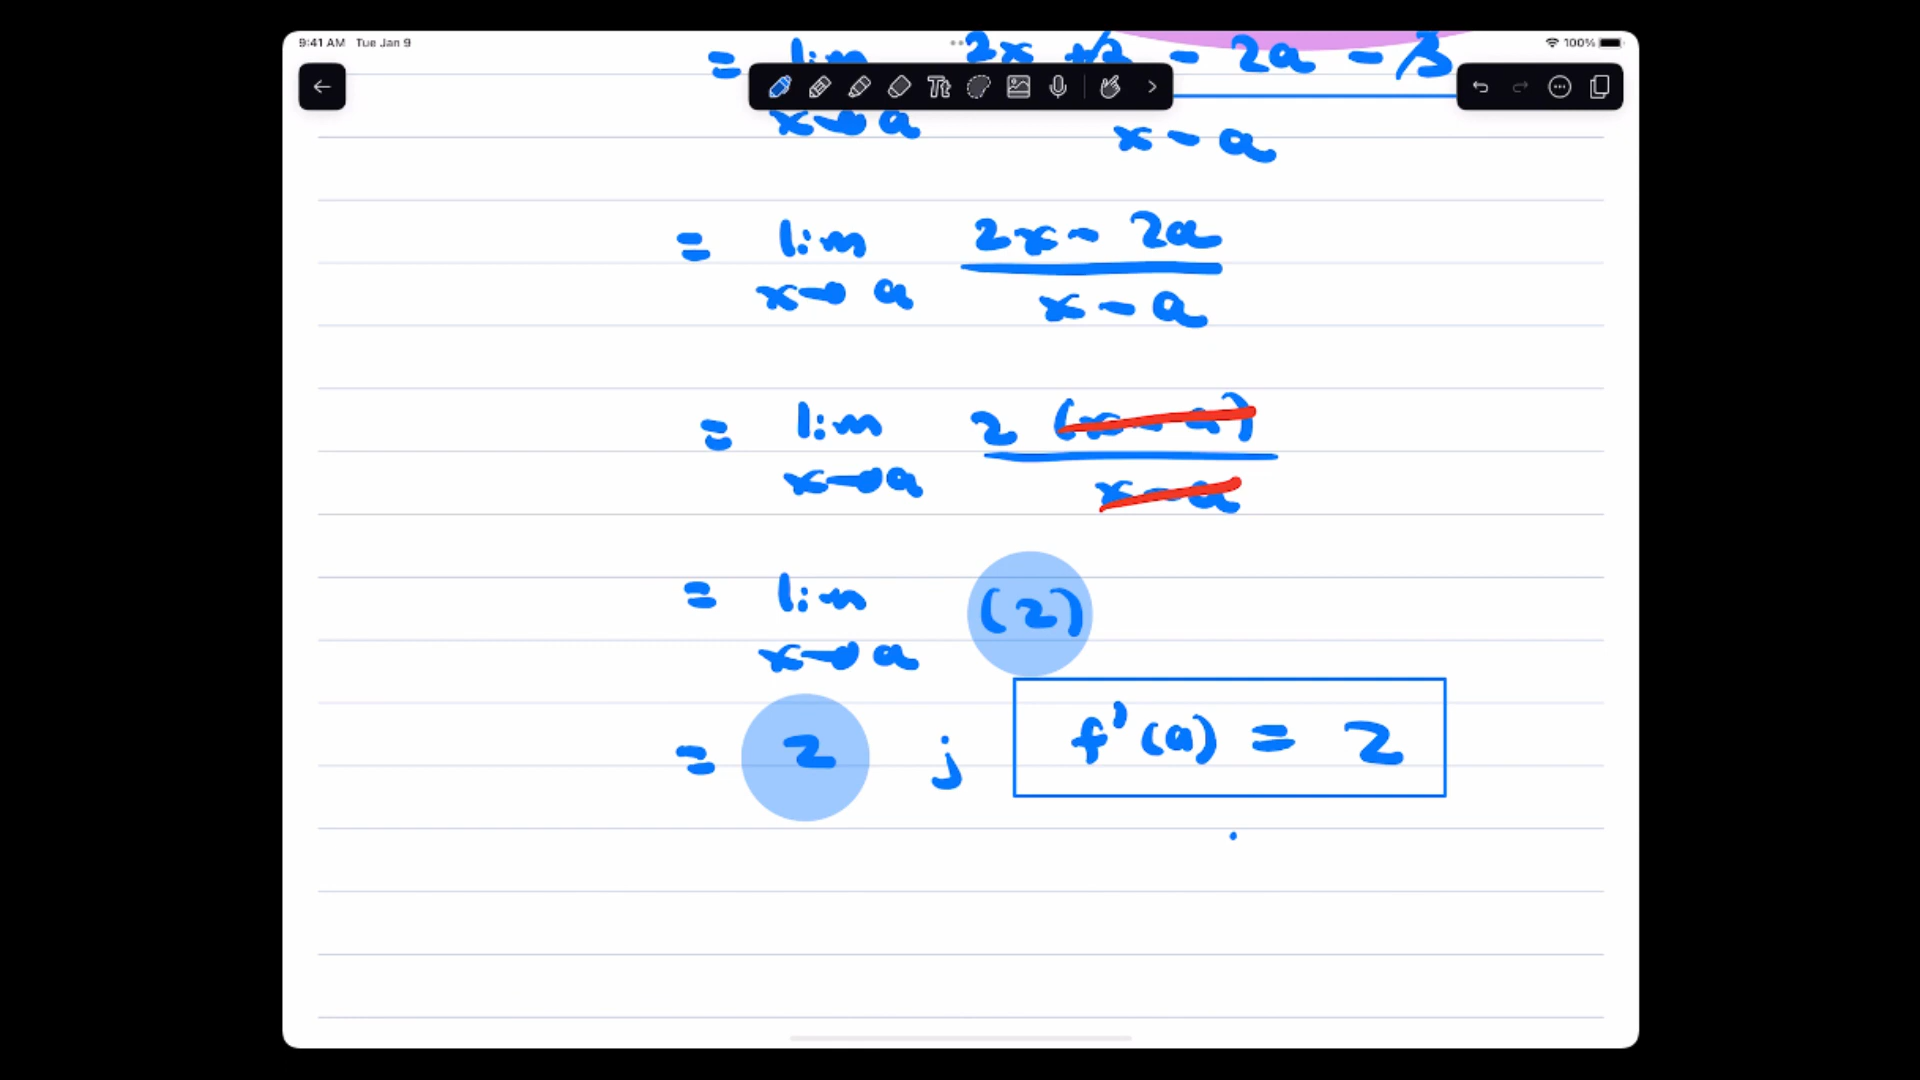 9:41 AM Tue Jan 9
100%
= lim 2x + 3 - 2a - 3
Tt
x→a x - a
= lim 2x - 2a
x→a x - a
= lim 2 (x - a)
x→a x - a
= lim (2)
x→a
= 2 ; f'(a) = 2